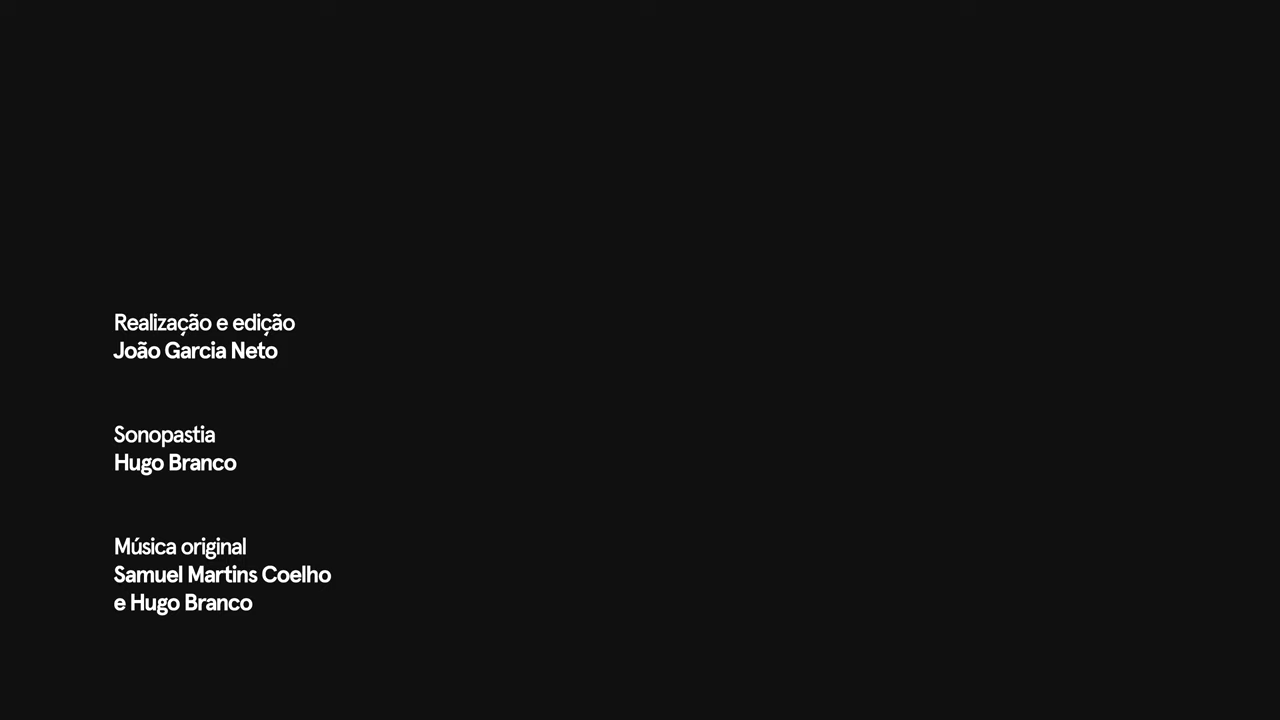 Realização e edição
João Garcia Neto
Sonopastia
Hugo Branco
Música original
Samuel Martins Coelho
e Hugo Branco